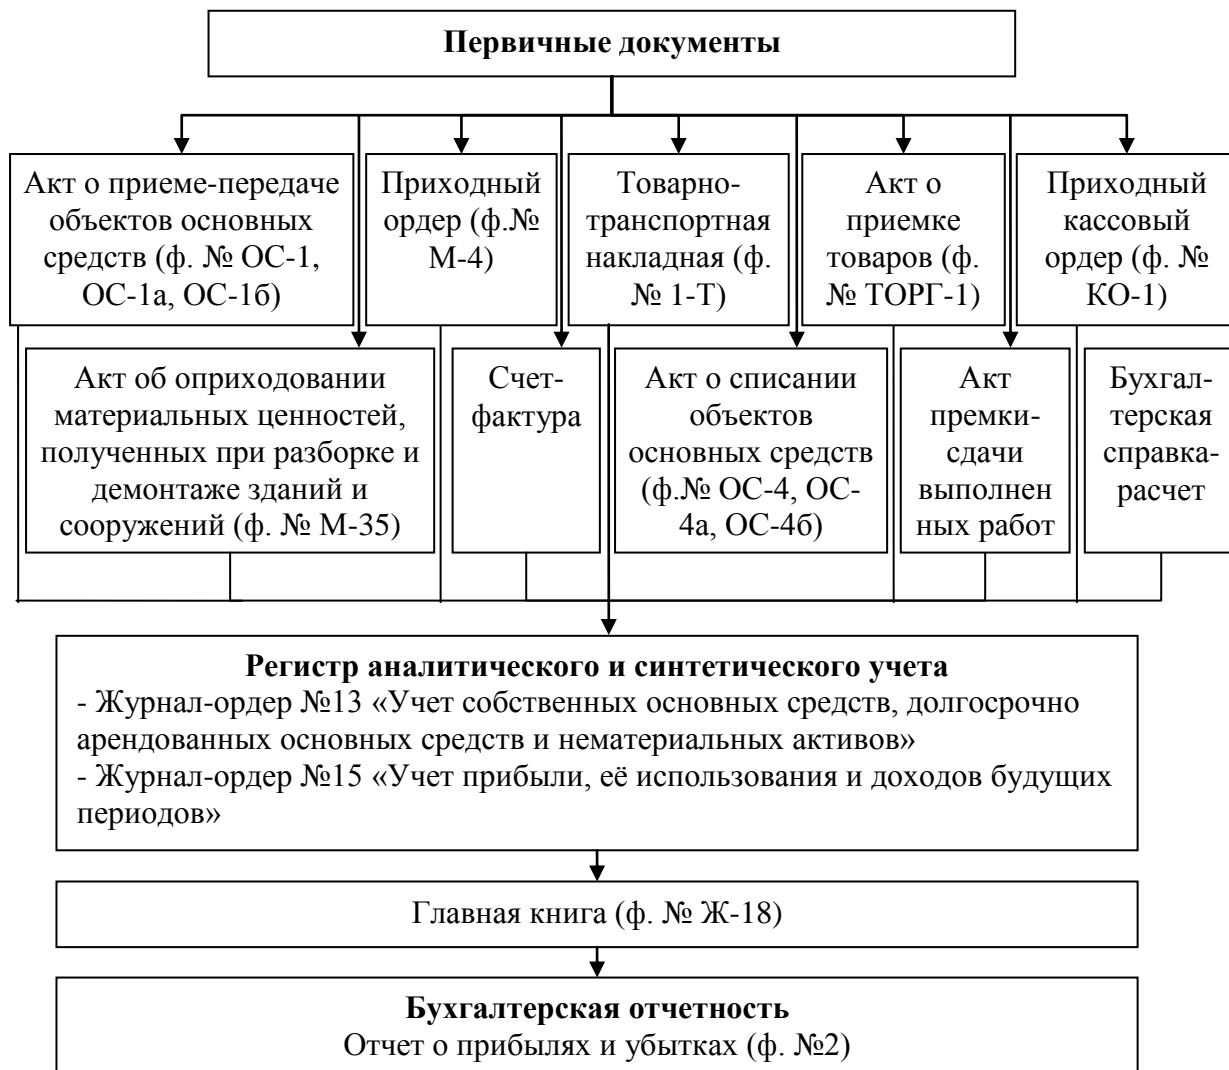 Первичные документы
Акт о приеме-передаче
объектов основных
средств (ф. № ОС-1,
ОС-1а, ОС-1б)
Приходный
ордер (ф.№
М-4)
Товарно-
транспортная
накладная (ф.
№ 1-Т)
Акт о
приемке
товаров (ф.
№ ТОРГ-1)
Приходный
кассовый
ордер (ф. №
КО-1)
Акт об оприходовании
материальных ценностей,
полученных при разборке и
демонтаже зданий и
сооружений (ф. № М-35)
Счет-
фактура
Акт о списании
объектов
основных средств
(ф.№ ОС-4, ОС-
4а, ОС-4б)
Акт
премки-
сдачи
выполнен
ных работ
Бухгал-
терская
справка-
расчет
Регистр аналитического и синтетического учета
- Журнал-ордер №13 «Учет собственных основных средств, долгосрочно
арендованных основных средств и нематериальных активов»
- Журнал-ордер №15 «Учет прибыли, её использования и доходов будущих
периодов»
Главная книга (ф. № Ж-18)
Бухгалтерская отчетность
Отчет о прибылях и убытках (ф. №2)